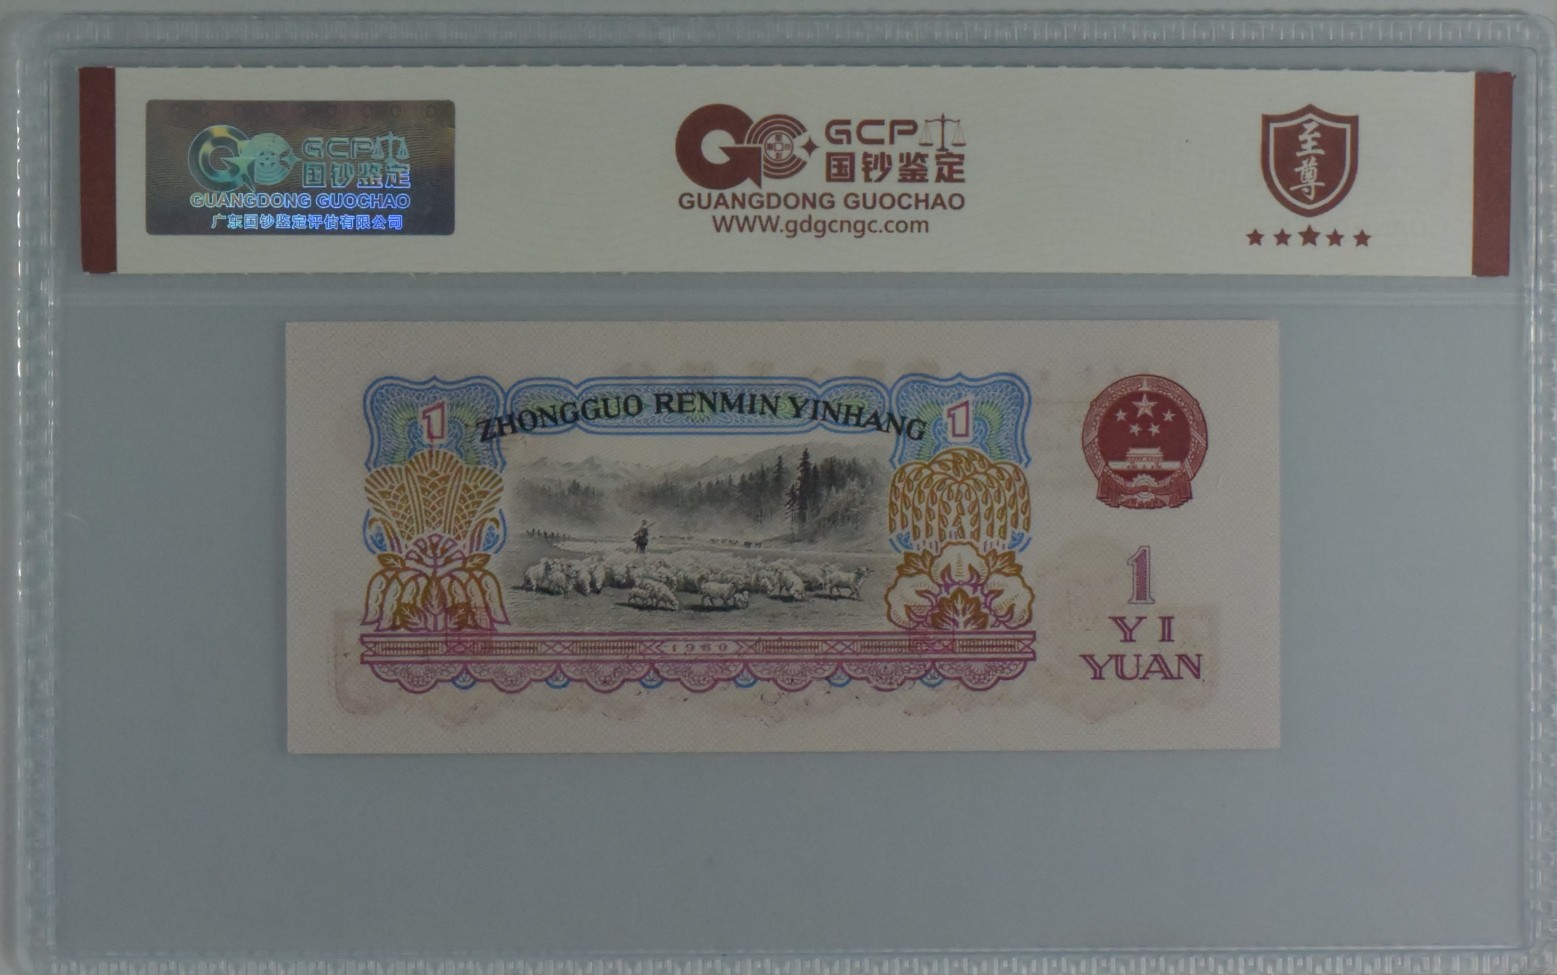 GCP
国钞鉴定
GUANGDONG GUOCHAO
广东国钞鉴定评估有限公司
GCP
国钞鉴定
GUANGDONG GUOCHAO
WWW.gdgcngc.com
至尊
1 ZHONGGUO RENMIN YINHANG 1
1
YI
YUAN
1960